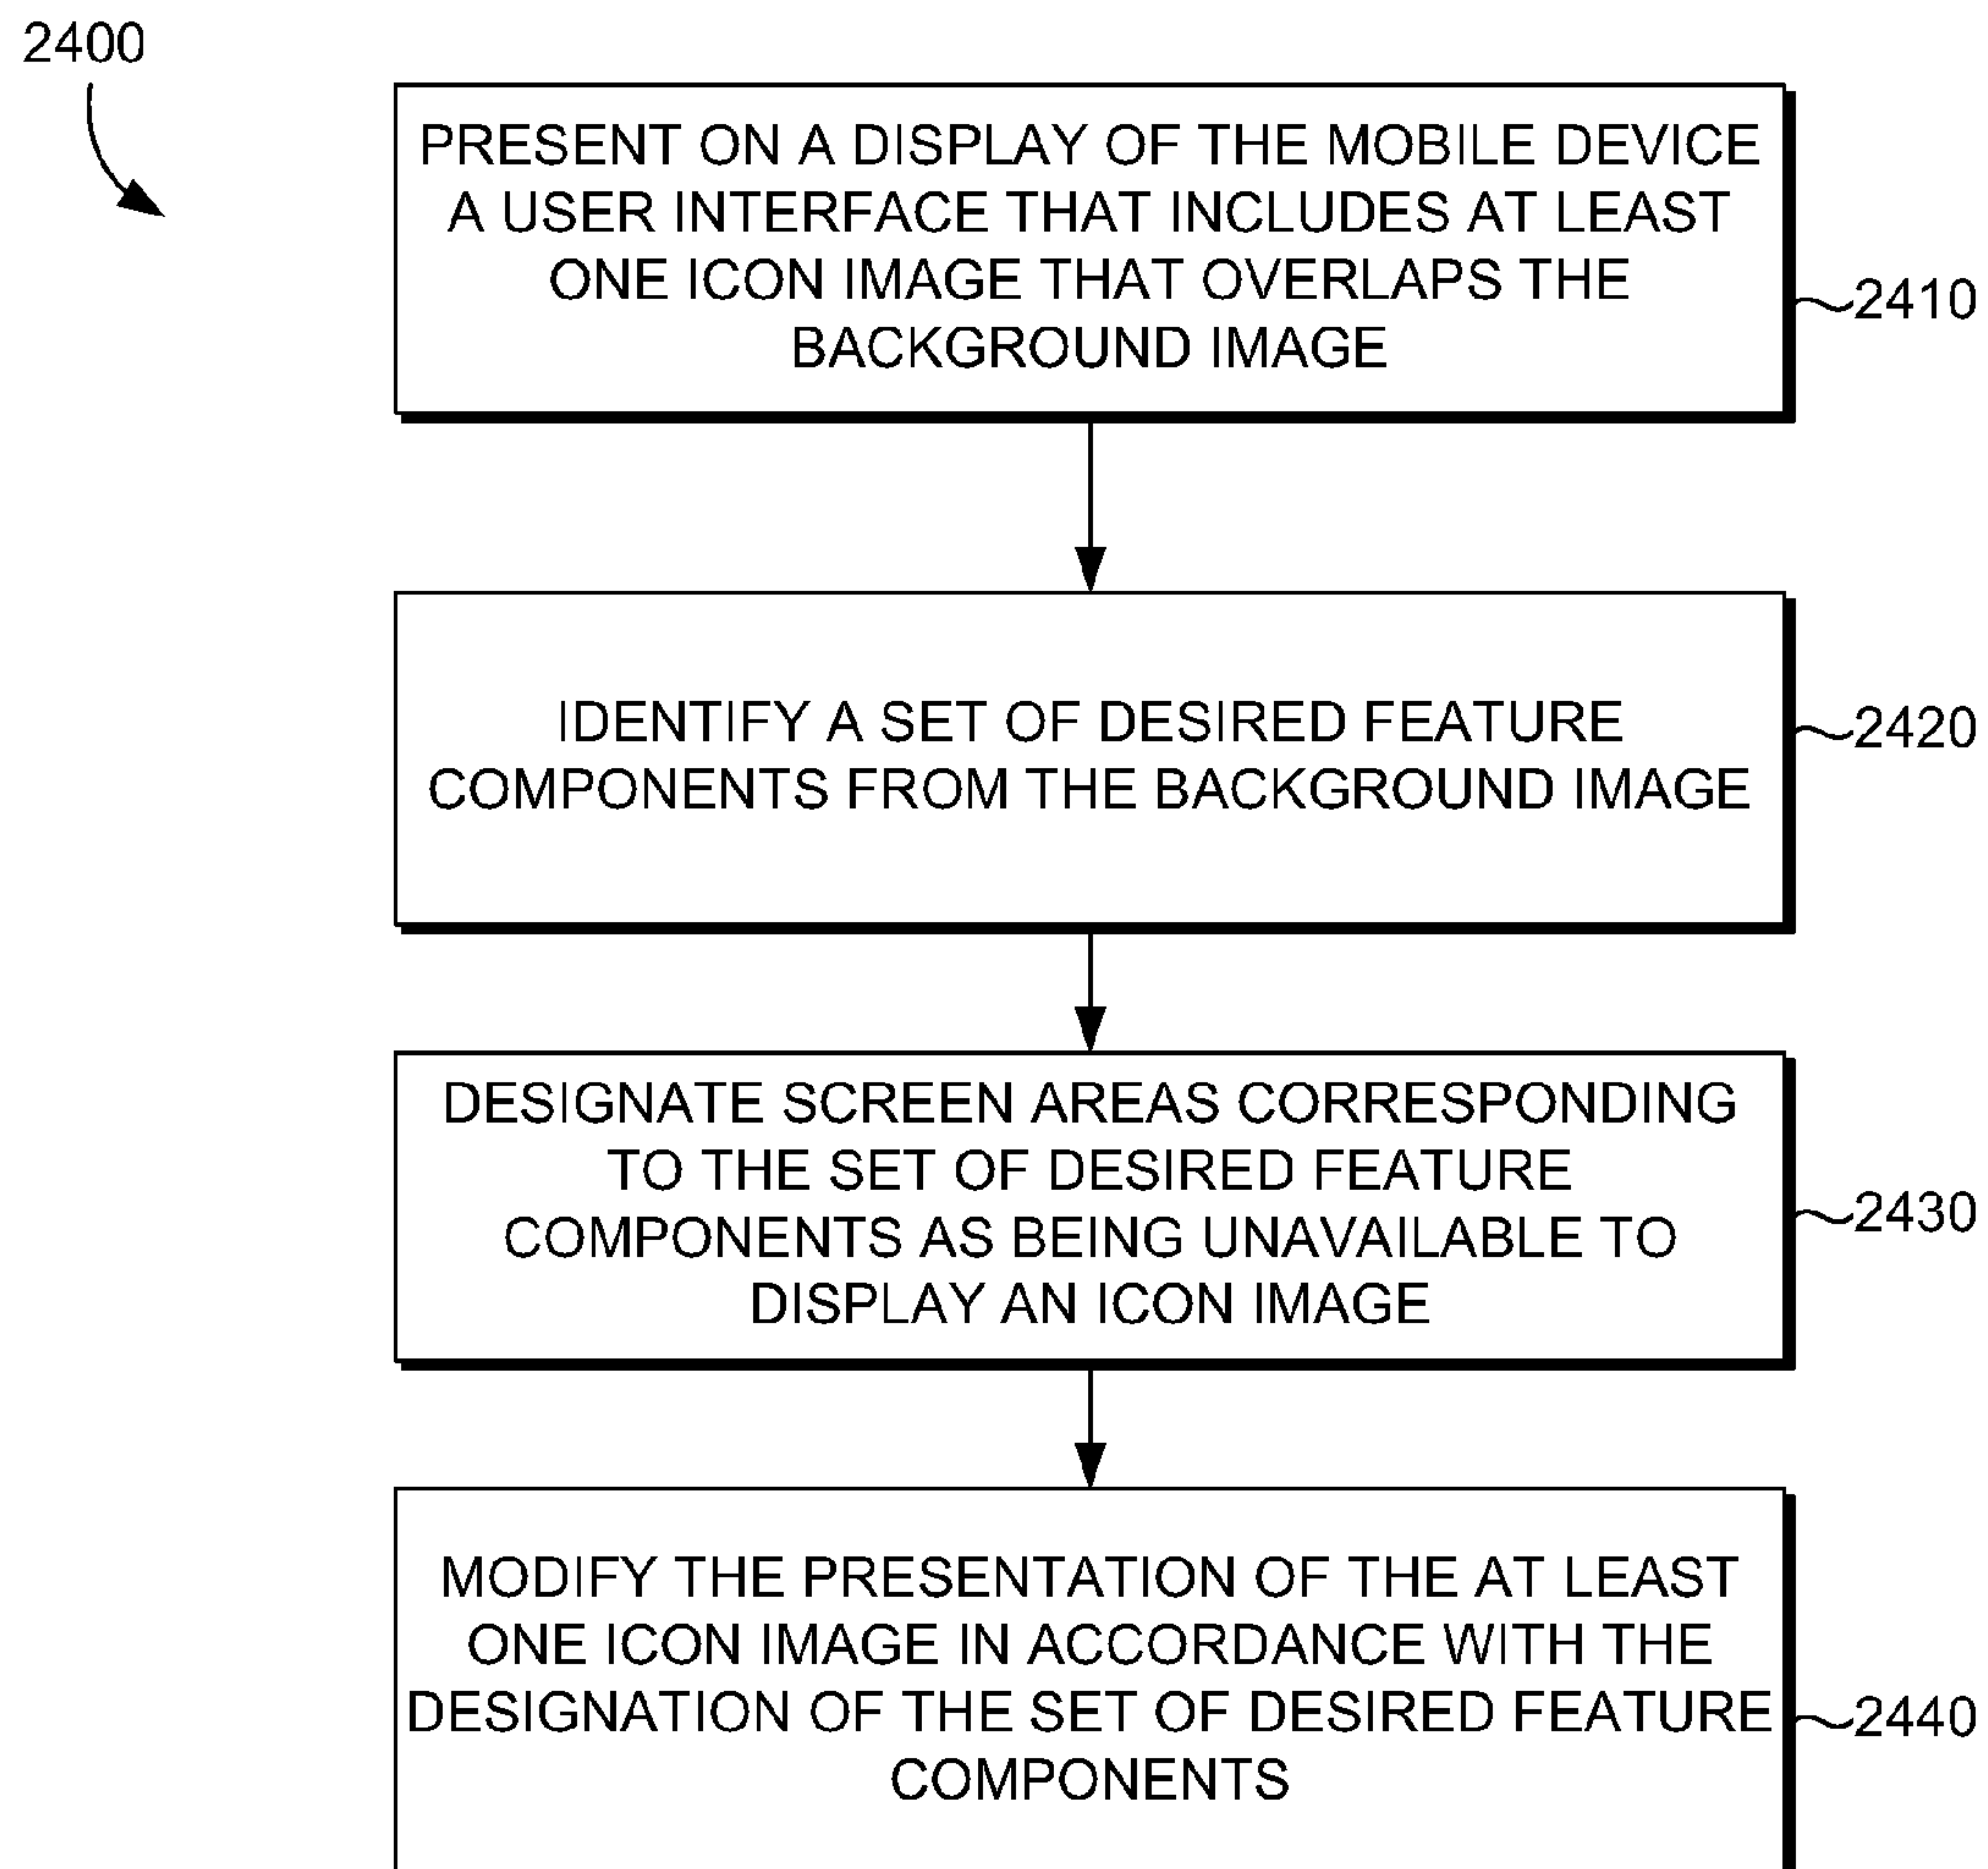 2400
PRESENT ON A DISPLAY OF THE MOBILE DEVICE
A USER INTERFACE THAT INCLUDES AT LEAST
ONE ICON IMAGE THAT OVERLAPS THE
BACKGROUND IMAGE
2410
IDENTIFY A SET OF DESIRED FEATURE
COMPONENTS FROM THE BACKGROUND IMAGE
2420
DESIGNATE SCREEN AREAS CORRESPONDING
TO THE SET OF DESIRED FEATURE
COMPONENTS AS BEING UNAVAILABLE TO
DISPLAY AN ICON IMAGE
2430
MODIFY THE PRESENTATION OF THE AT LEAST
ONE ICON IMAGE IN ACCORDANCE WITH THE
DESIGNATION OF THE SET OF DESIRED FEATURE
COMPONENTS
2440